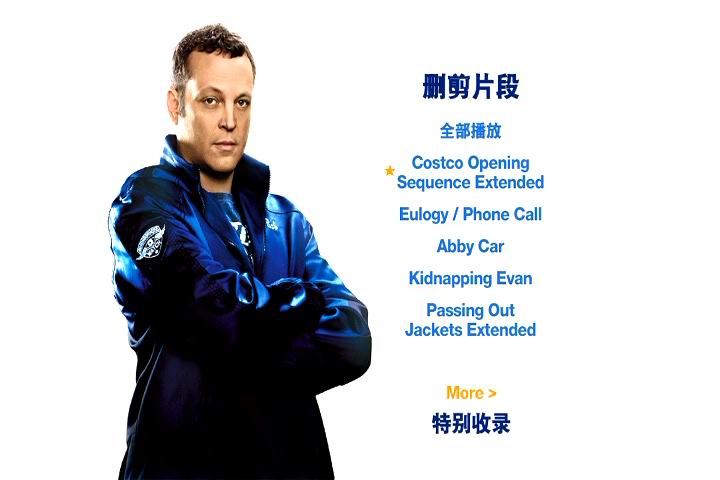 删剪片段
全部播放
Costco Opening
Sequence Extended
Eulogy / Phone Call
Abby Car
Kidnapping Evan
Passing Out
Jackets Extended
More >
特别收录